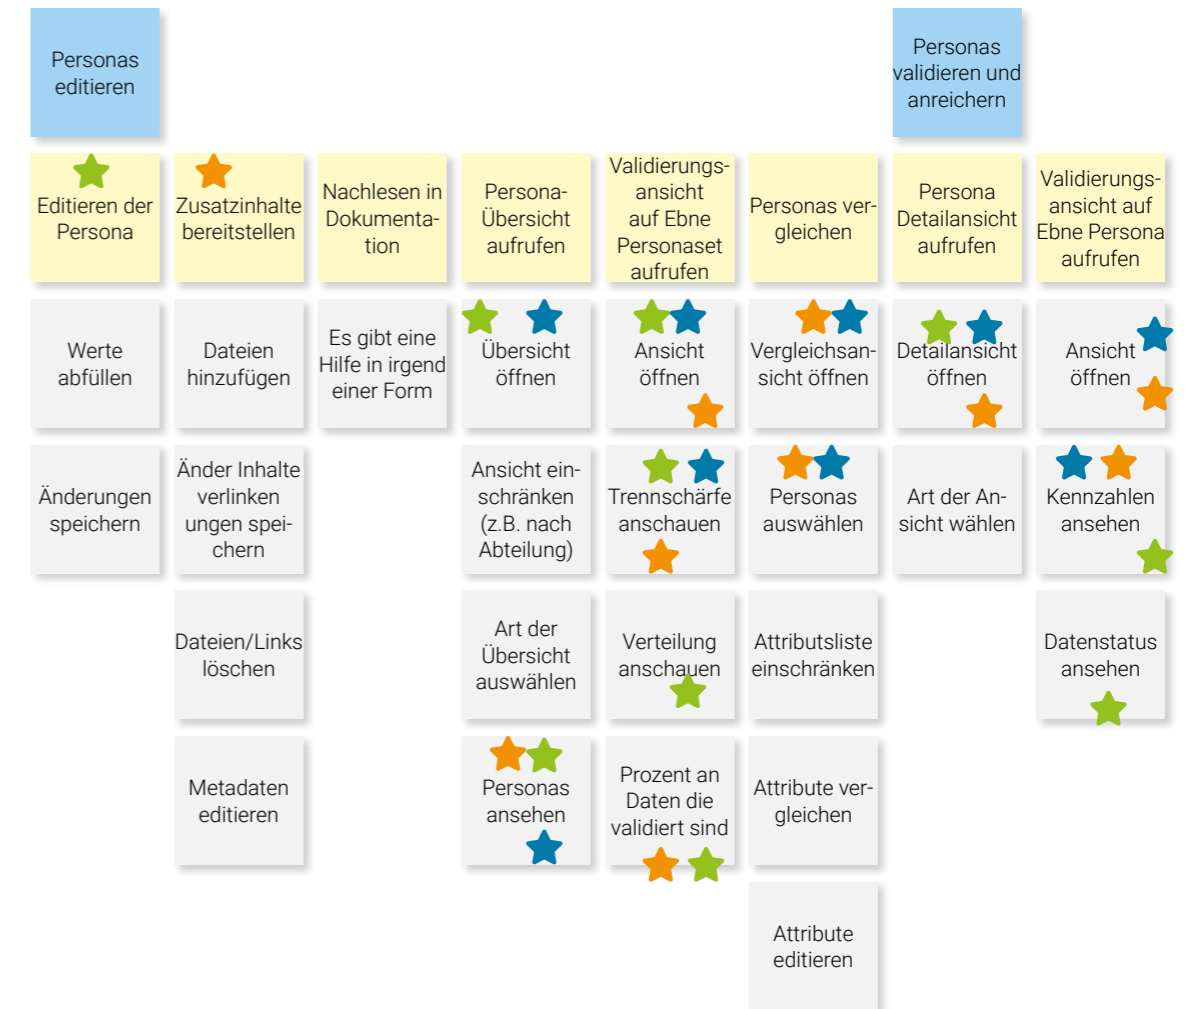 Personas
editieren
Personas
validieren und
anreichern
Editieren der
Persona
Zusatzinhalte
bereitstellen
Nachlesen in
Dokumenta-
tion
Persona-
Übersicht
aufrufen
Validierungs-
ansicht
auf Ebne
Personaset
aufrufen
Personas ver-
gleichen
Persona
Detailansicht
aufrufen
Validierungs-
ansicht auf
Ebne Persona
aufrufen
Werte
abfüllen
Dateien
hinzufügen
Es gibt eine
Hilfe in irgend
einer Form
Übersicht
öffnen
Ansicht
öffnen
Vergleichsan-
sicht öffnen
Detailansicht
öffnen
Ansicht
öffnen
Änderungen
speichern
Änder Inhalte
verlinken
ungen spei-
chern
Ansicht ein-
schränken
(z.B. nach
Abteilung)
Trennschärfe
anschauen
Personas
auswählen
Art der An-
sicht wählen
Kennzahlen
ansehen
Dateien/Links
löschen
Art der
Übersicht
auswählen
Verteilung
anschauen
Attributsliste
einschränken
Datenstatus
ansehen
Metadaten
editieren
Personas
ansehen
Prozent an
Daten die
validiert sind
Attribute ver-
gleichen
Attribute
editieren